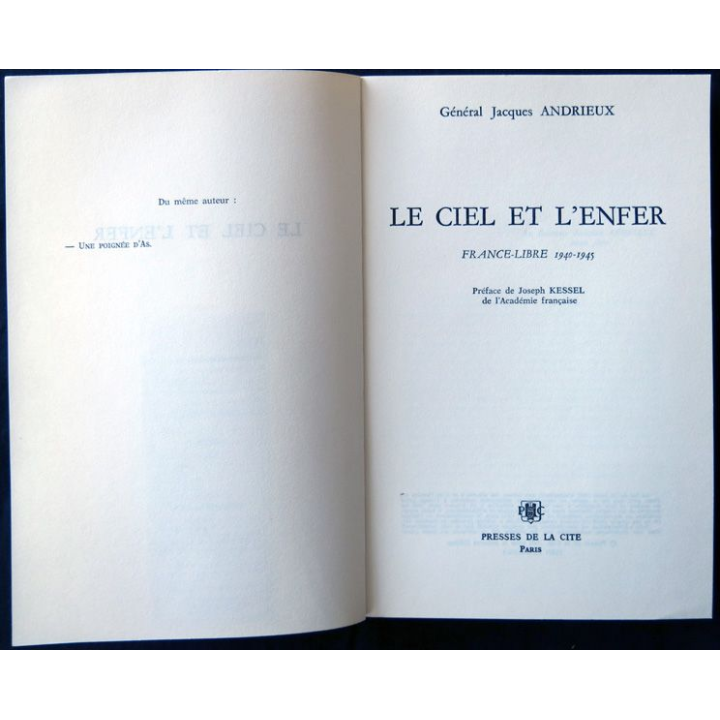 Du même auteur :
— UNE POIGNÉE D'AS.
Général Jacques ANDRIEUX
LE CIEL ET L'ENFER
FRANCE-LIBRE 1940-1945
Préface de Joseph KESSEL
de l'Académie française
PRESSES DE LA CITE
PARIS